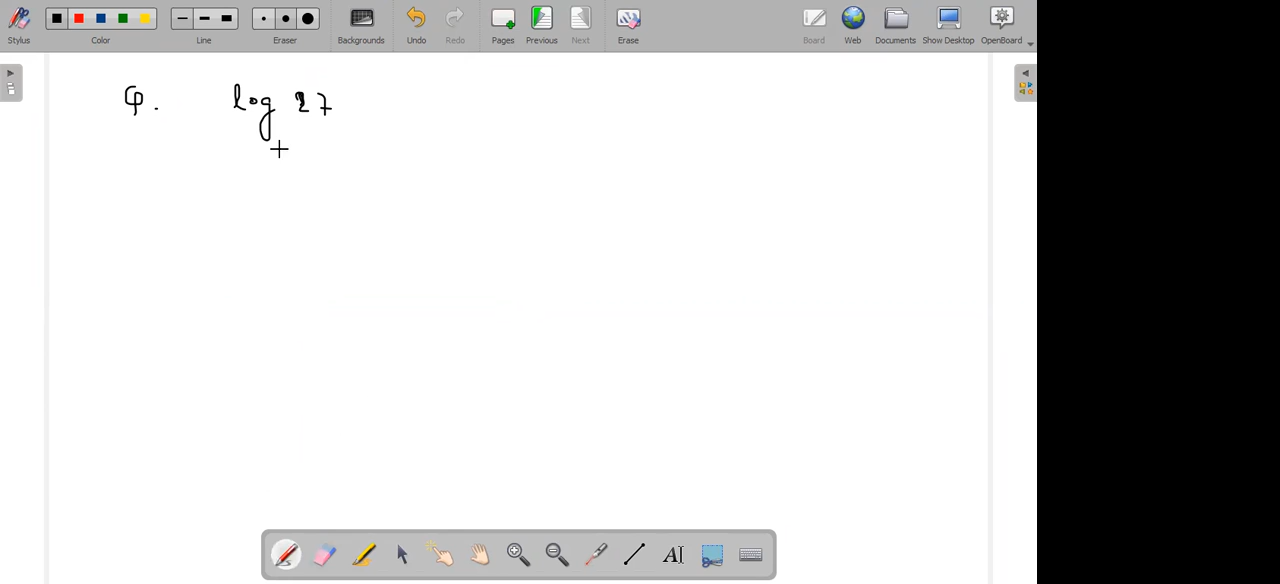 Stylus Color Line Eraser Backgrounds Undo Redo Pages Previous Next Erase Board Web Documents Show Desktop OpenBoard
Q. log 27
AI